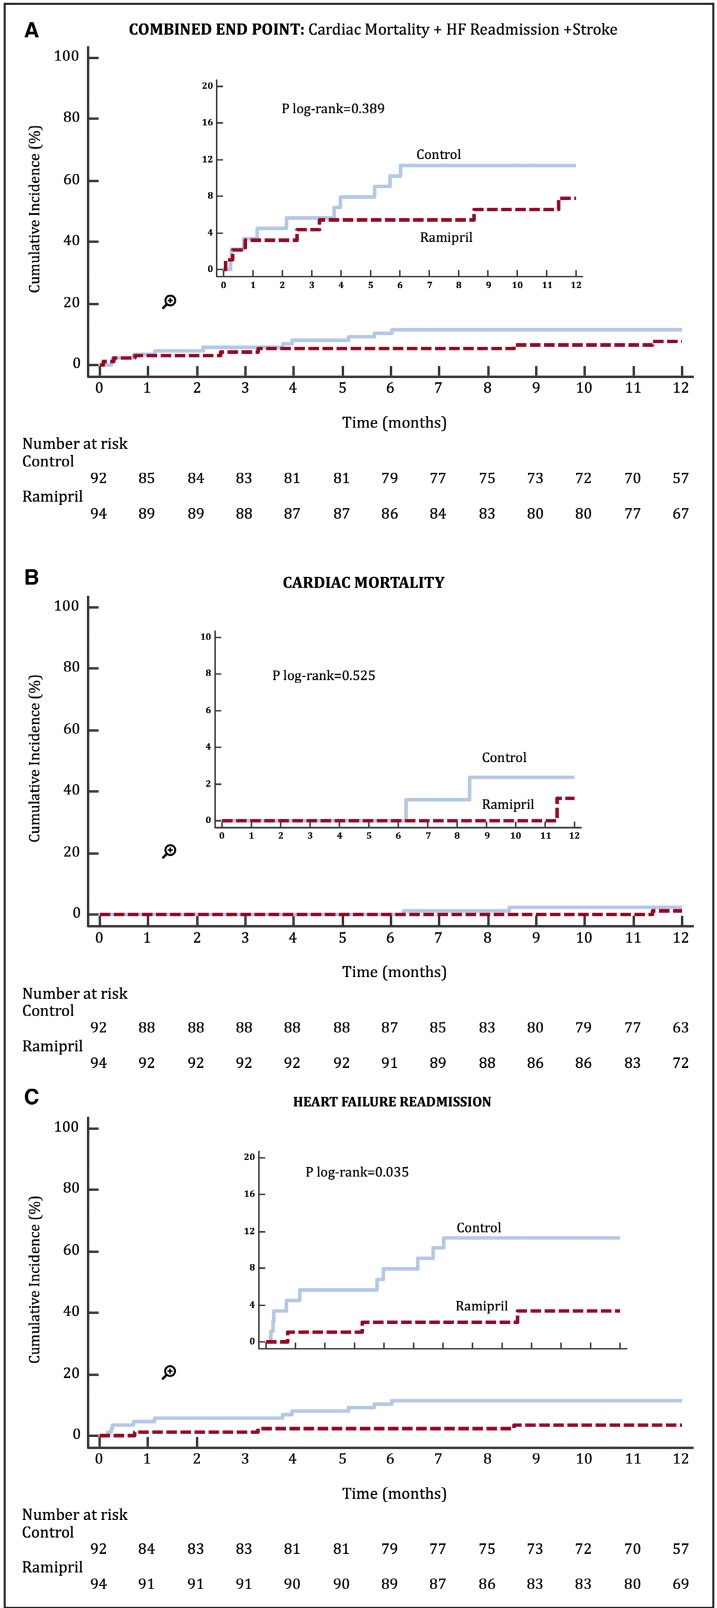 A
COMBINED END POINT: Cardiac Mortality + HF Readmission +Stroke
Cumulative Incidence (%)
100
80
60
40
20
0
20
16
12
8
4
0
P log-rank=0.389
Control
Ramipril
0 1 2 3 4 5 6 7 8 9 10 11 12
0 1 2 3 4 5 6 7 8 9 10 11 12
Time (months)
Number at risk
Control
92 85 84 83 81 81 79 77 75 73 72 70 57
Ramipril
94 89 89 88 87 87 86 84 83 80 80 77 67
B
CARDIAC MORTALITY
Cumulative Incidence (%)
100
80
60
40
20
0
10
8
6
4
2
0
P log-rank=0.525
Control
Ramipril
0 1 2 3 4 5 6 7 8 9 10 11 12
0 1 2 3 4 5 6 7 8 9 10 11 12
Time (months)
Number at risk
Control
92 88 88 88 88 88 87 85 83 80 79 77 63
Ramipril
94 92 92 92 92 92 91 89 88 86 86 83 72
C
HEART FAILURE READMISSION
Cumulative Incidence (%)
100
80
60
40
20
0
20
16
12
8
4
0
P log-rank=0.035
Control
Ramipril
0 1 2 3 4 5 6 7 8 9 10 11 12
Time (months)
Number at risk
Control
92 84 83 83 81 81 79 77 75 73 72 70 57
Ramipril
94 91 91 91 90 90 89 87 86 83 83 80 69